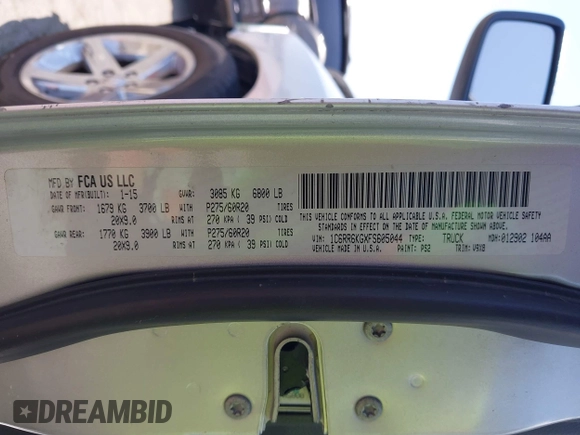 MFD BY FCA US LLC
DATE OF MFR(BUILT): 1-15 GVWR: 3085 KG 6800 LB
GAWR FRONT: 1679 KG 3700 LB WITH P275/60R20 TIRES
20X9.0 RIMS AT 270 KPA ( 39 PSI) COLD
GAWR REAR: 1770 KG 3900 LB WITH P275/60R20 TIRES
20X9.0 RIMS AT 270 KPA ( 39 PSI) COLD
THIS VEHICLE CONFORMS TO ALL APPLICABLE U.S.A. FEDERAL MOTOR VEHICLE SAFETY
STANDARDS IN EFFECT ON THE DATE OF MANUFACTURE SHOWN ABOVE.
VIN: 1C6RR6KGXFS605044 TYPE: TRUCK MDH: 012902 104AA
VEHICLE MADE IN U.S.A. PAINT: PS2 TRIM: V9X8
DREAMBID